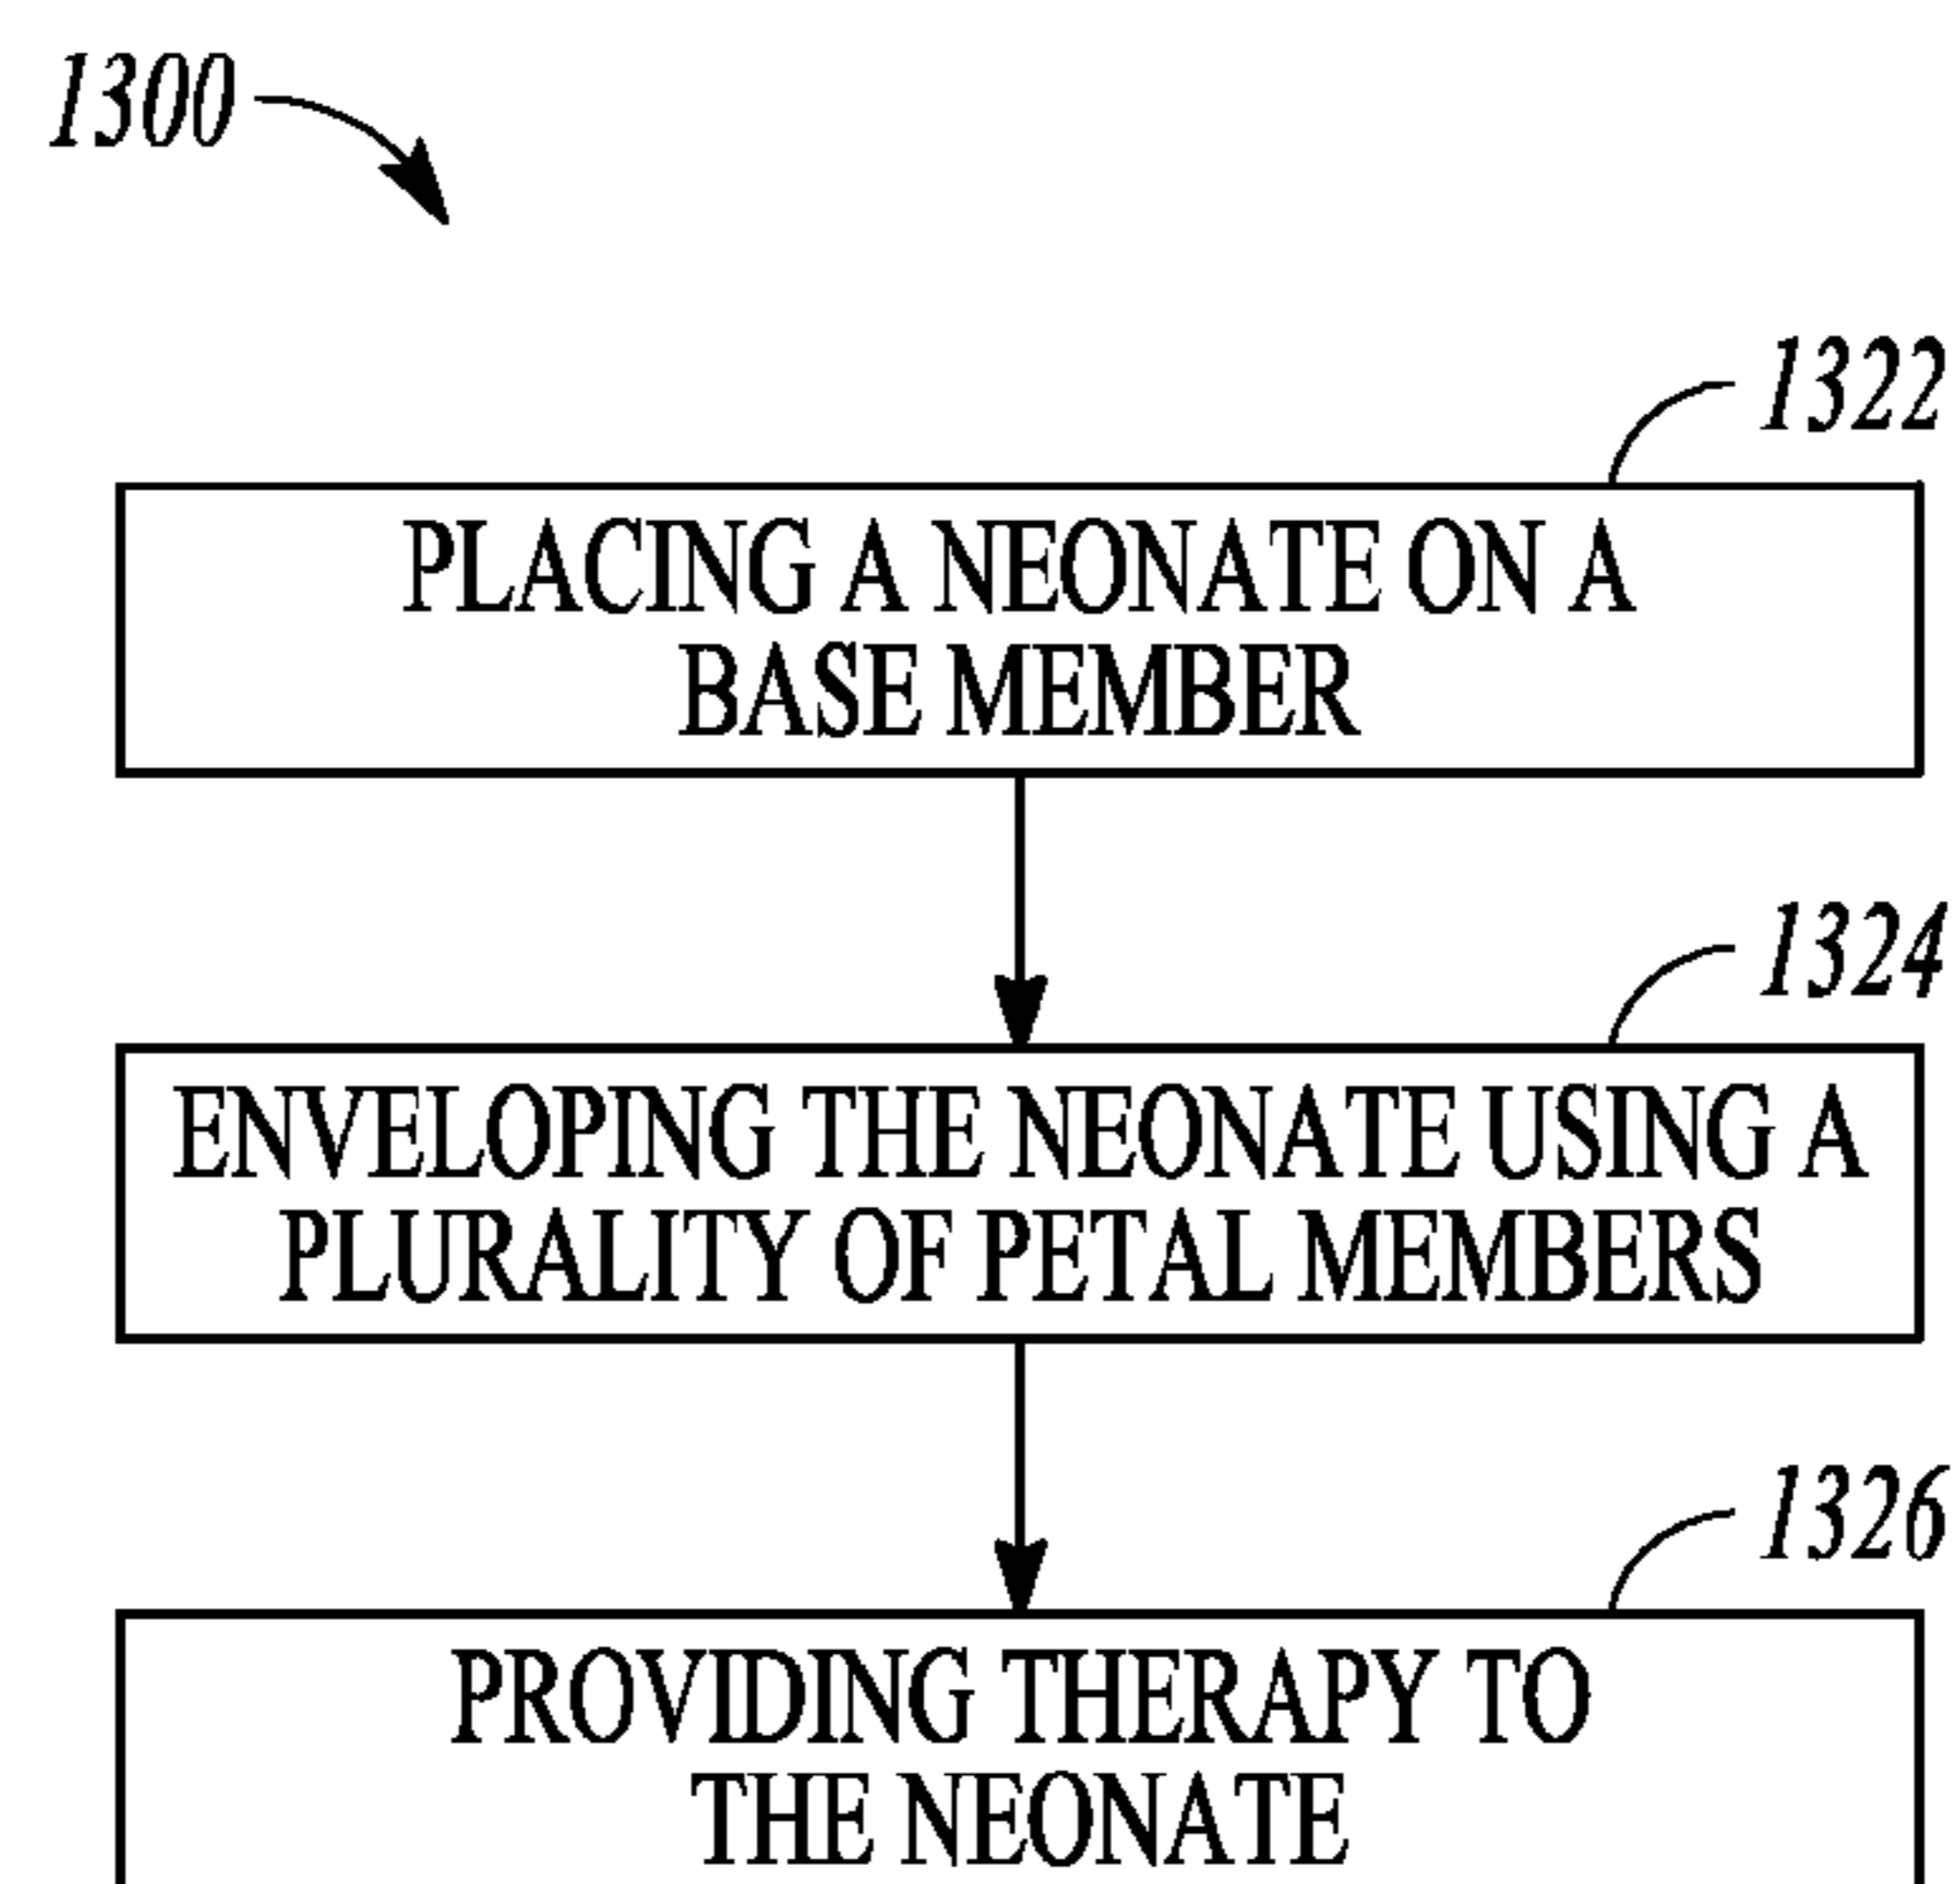 1300
1322
PLACING A NEONATE ON A
BASE MEMBER
1324
ENVELOPING THE NEONATE USING A
PLURALITY OF PETAL MEMBERS
1326
PROVIDING THERAPY TO
THE NEONATE